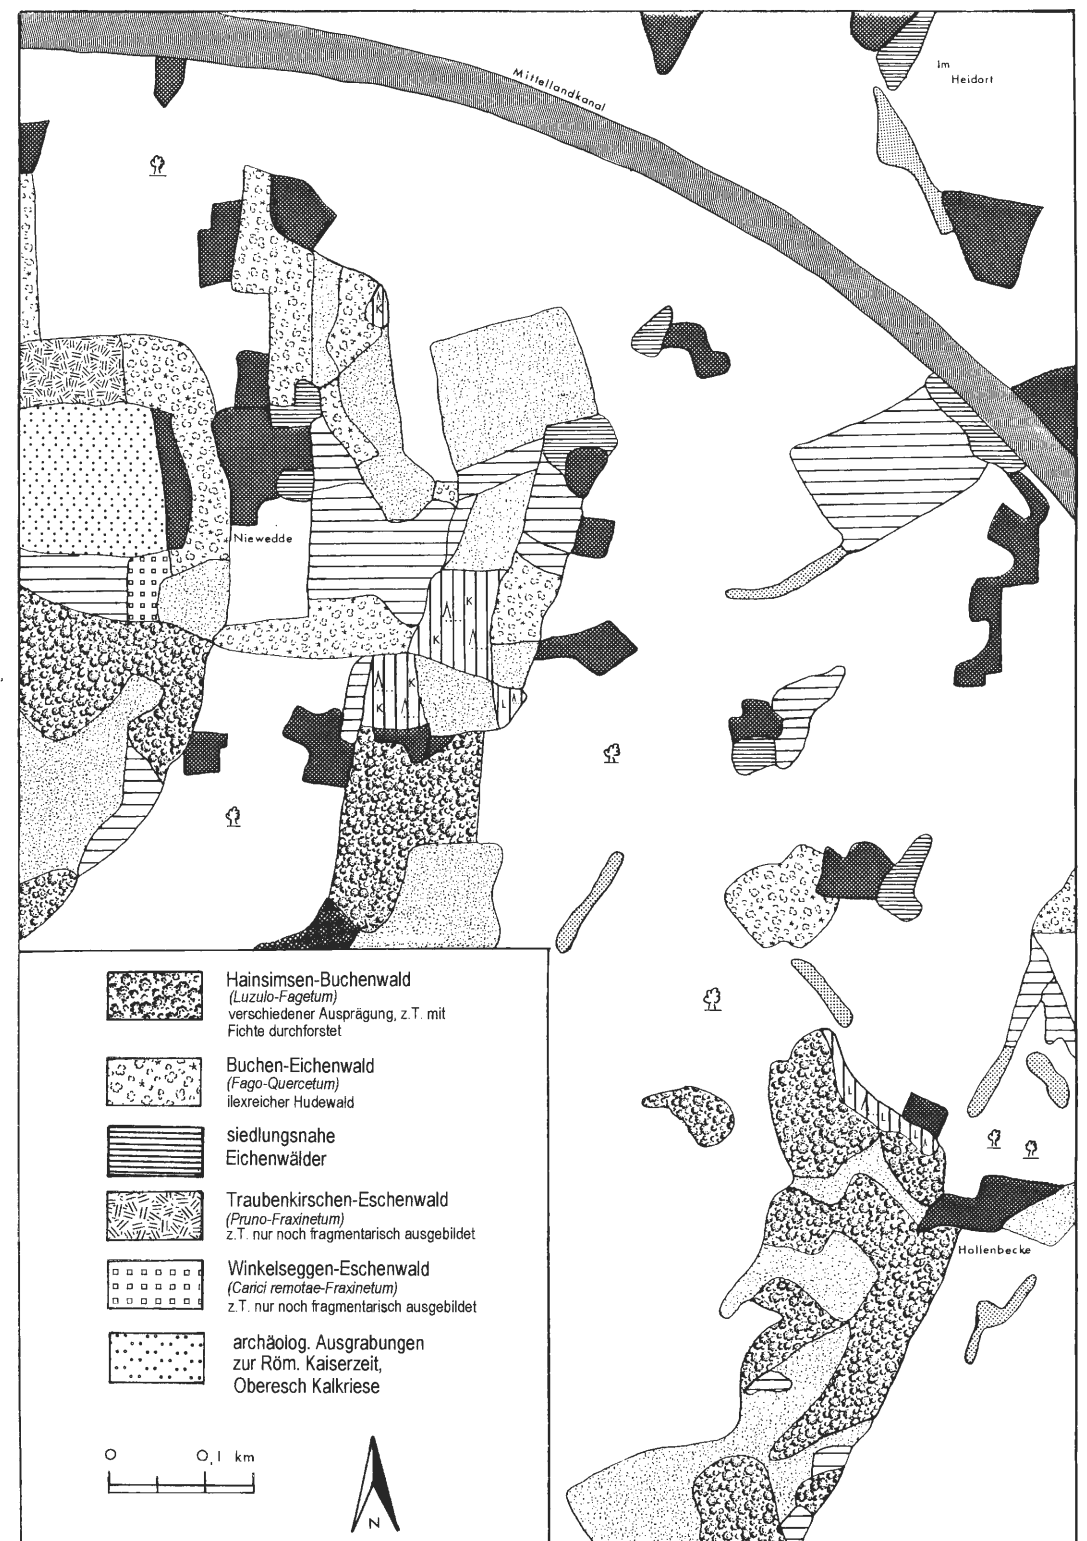 Mittellandkanal
Im
Heidort
K
Niewedde
K
K
K
K
L
Hainsimsen-Buchenwald
(Luzulo-Fagetum)
verschiedener Ausprägung, z.T. mit
Fichte durchforstet
Buchen-Eichenwald
(Fago-Quercetum)
ilexreicher Hudewald
siedlungsnahe
Eichenwälder
Traubenkirschen-Eschenwald
(Pruno-Fraxinetum)
z.T. nur noch fragmentarisch ausgebildet
Winkelseggen-Eschenwald
(Carici remotae-Fraxinetum)
z.T. nur noch fragmentarisch ausgebildet
archäolog. Ausgrabungen
zur Röm. Kaiserzeit,
Oberesch Kalkriese
L L L
Hollenbecke
0 0,1 km
N